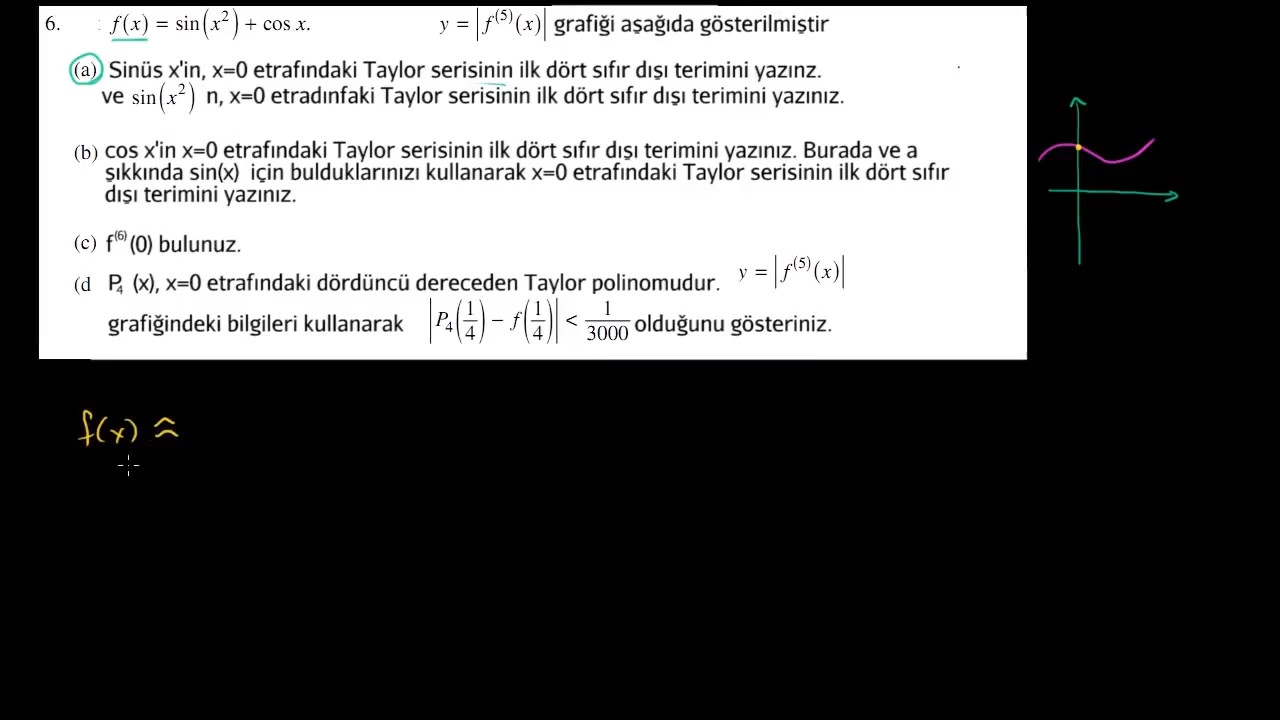 6. f(x) = sin(x²) + cos x. y = |f⁽⁵⁾(x)| grafiği aşağıda gösterilmiştir
(a) Sinüs x'in, x=0 etrafındaki Taylor serisinin ilk dört sıfır dışı terimini yazınz.
ve sin(x²) n, x=0 etradınfaki Taylor serisinin ilk dört sıfır dışı terimini yazınız.
(b) cos x'in x=0 etrafındaki Taylor serisinin ilk dört sıfır dışı terimini yazınız. Burada ve a
şıkkında sin(x) için bulduklarınızı kullanarak x=0 etrafındaki Taylor serisinin ilk dört sıfır
dışı terimini yazınız.
(c) f⁽⁶⁾(0) bulunuz.
(d P₄ (x), x=0 etrafındaki dördüncü dereceden Taylor polinomudur. y = |f⁽⁵⁾(x)|
grafiğindeki bilgileri kullanarak |P₄(1/4) − f(1/4)| < 1/3000 olduğunu gösteriniz.
f(x) ≈